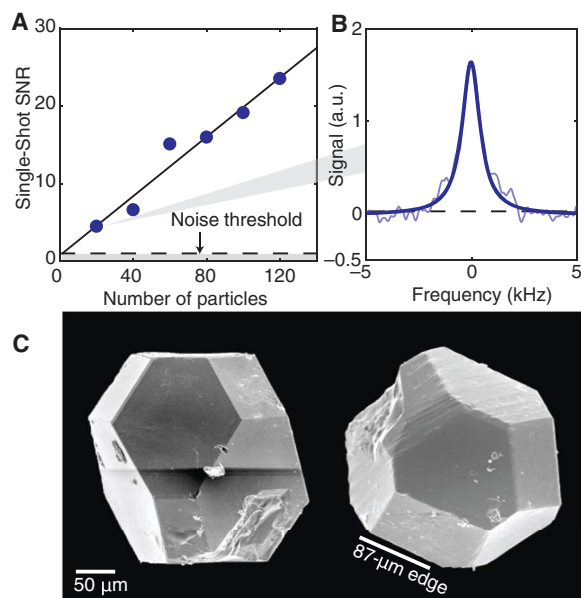 A
30
20
10
0
0
40
80
120
Single-Shot SNR
Noise threshold
Number of particles
B
2
1
0
−0.5
−5
0
5
Signal (a.u.)
Frequency (kHz)
C
50 µm
87-µm edge